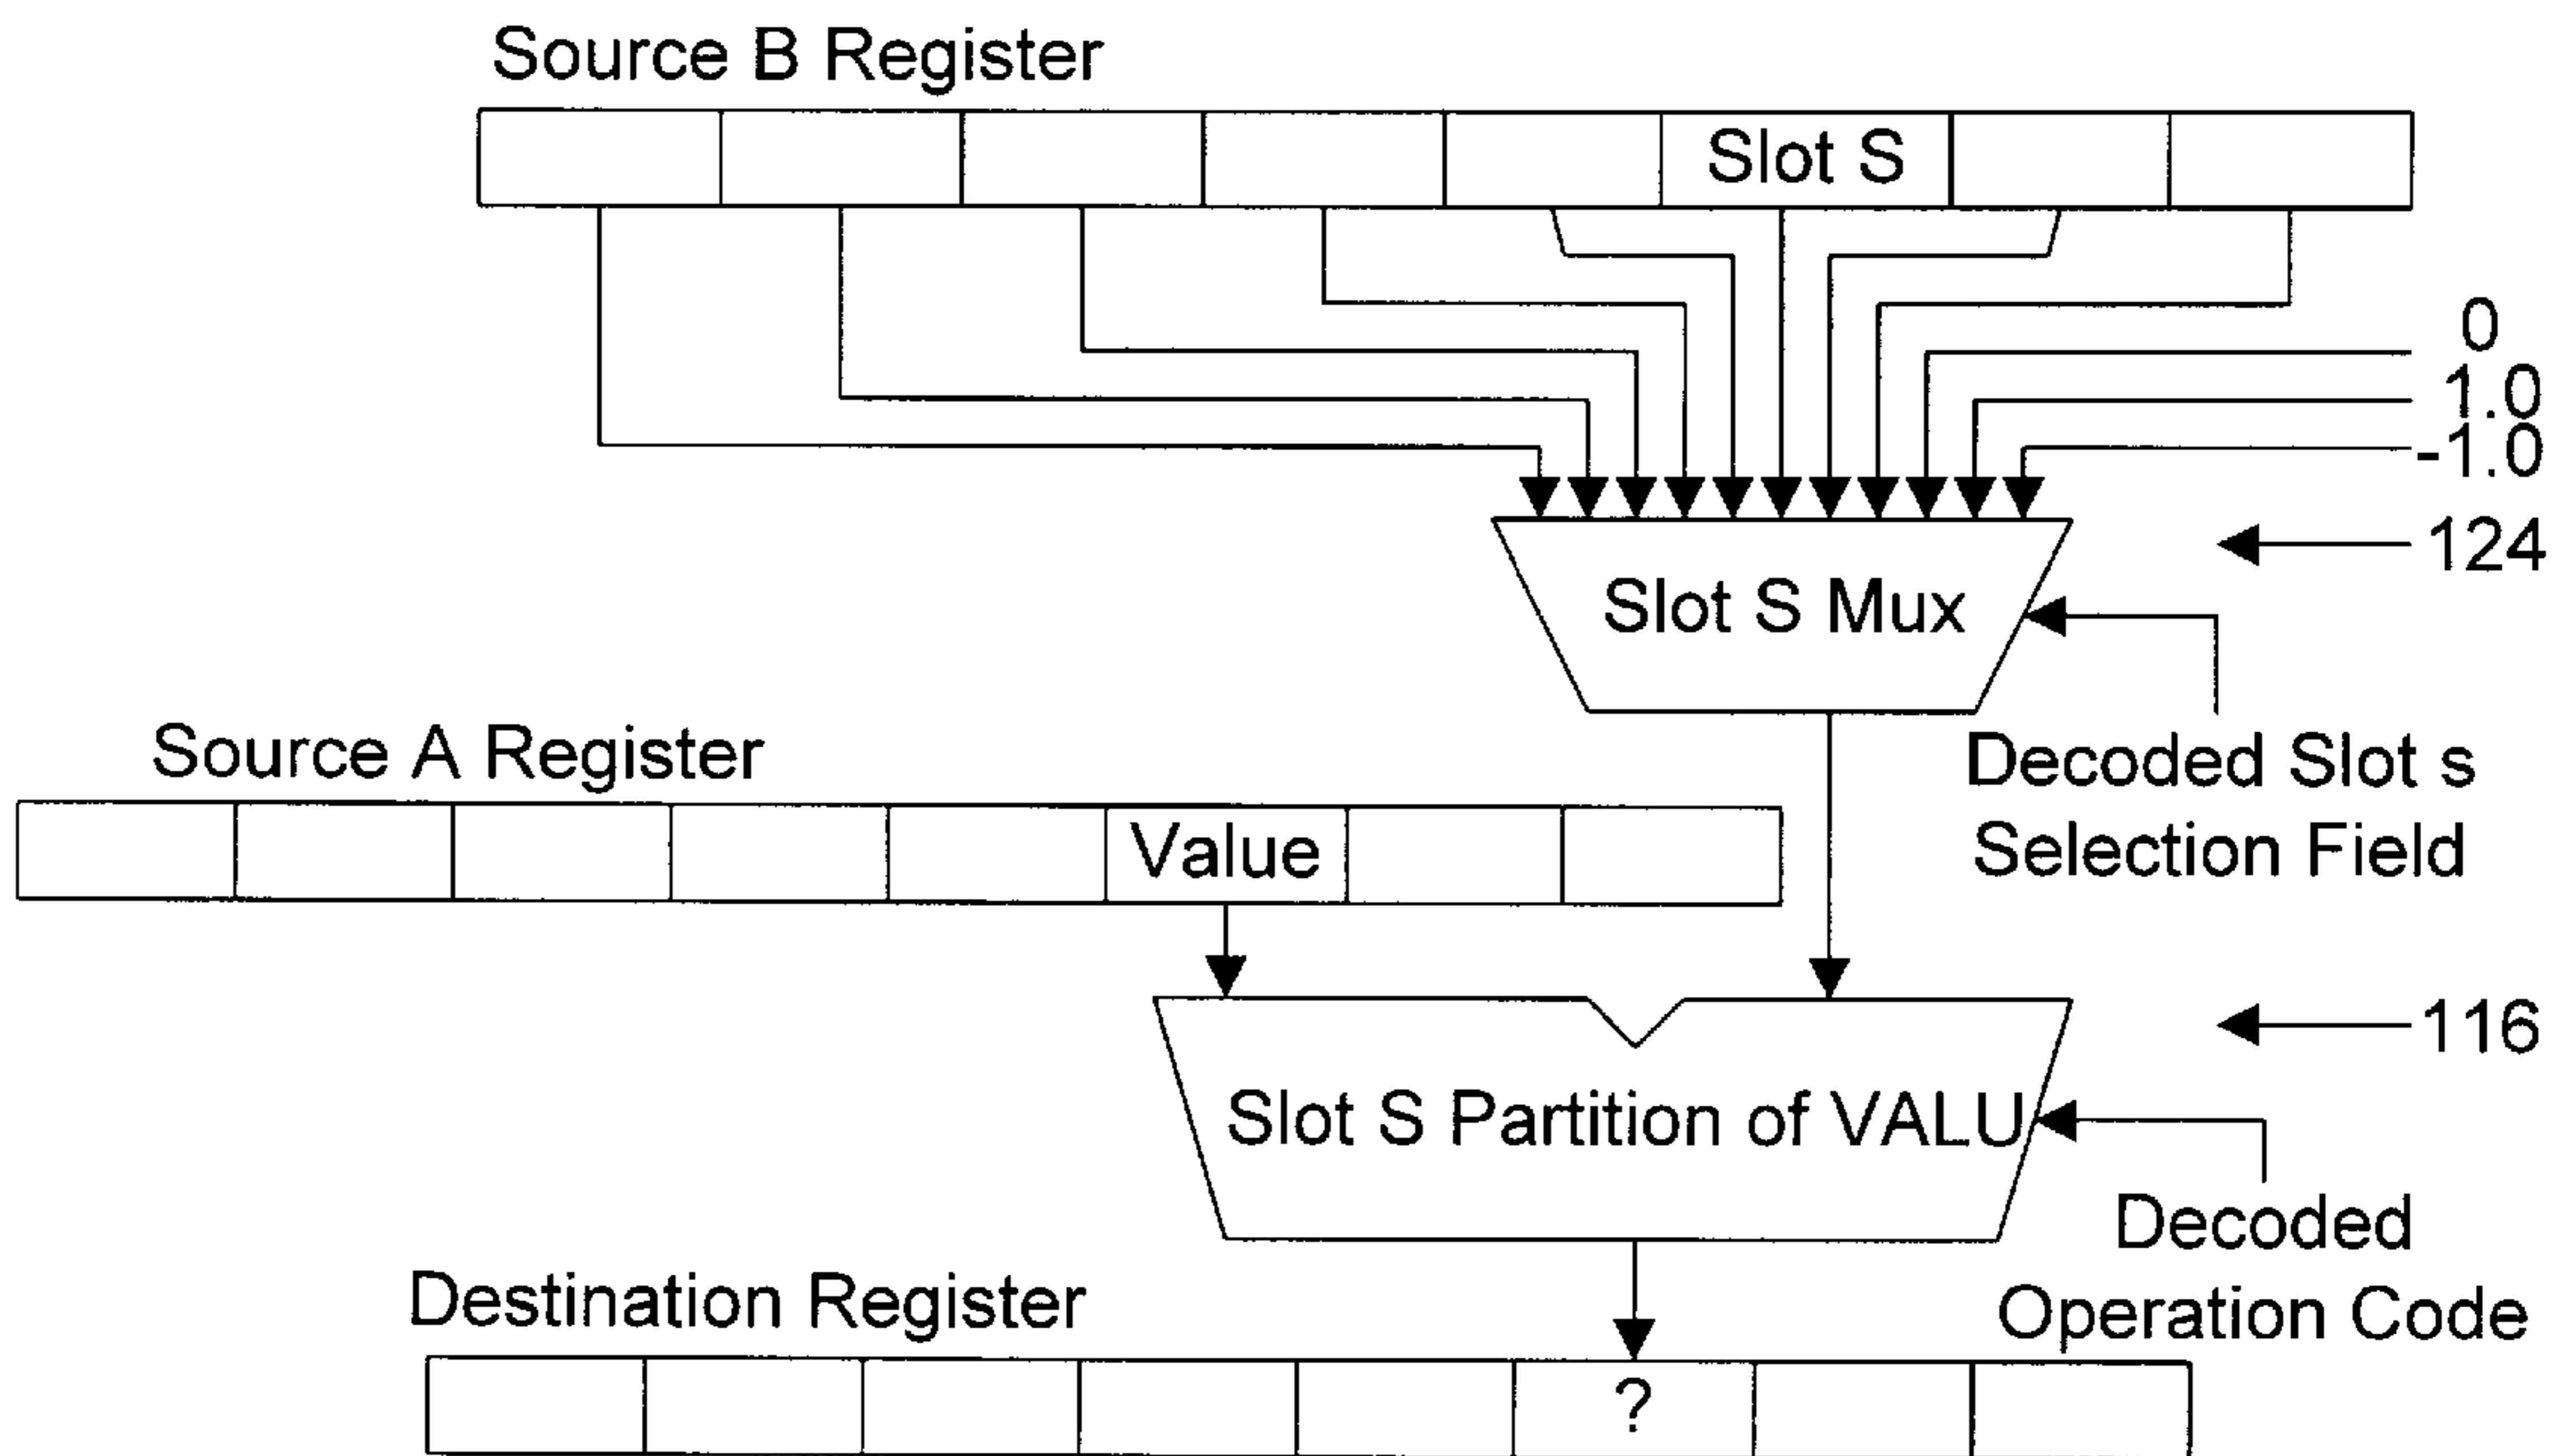 Source B Register
Slot S
0
1.0
-1.0
124
Slot S Mux
Source A Register
Decoded Slot s
Selection Field
Value
116
Slot S Partition of VALU
Decoded
Operation Code
Destination Register
?